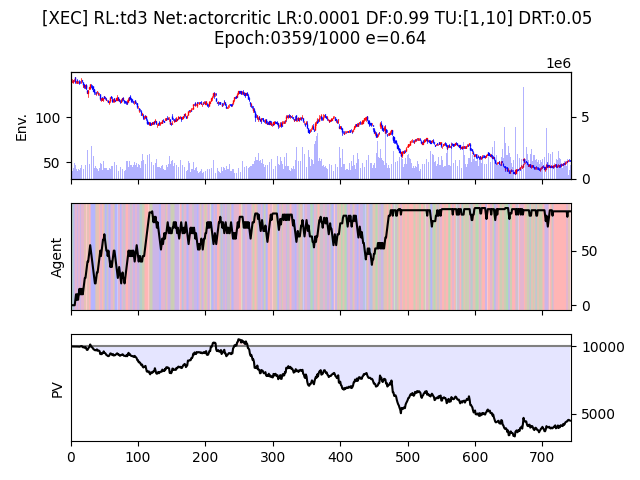 [XEC] RL:td3 Net:actorcritic LR:0.0001 DF:0.99 TU:[1,10] DRT:0.05
Epoch:0359/1000 e=0.64
1e6
Env.
100
50
5
0
Agent
50
0
PV
10000
5000
0 100 200 300 400 500 600 700